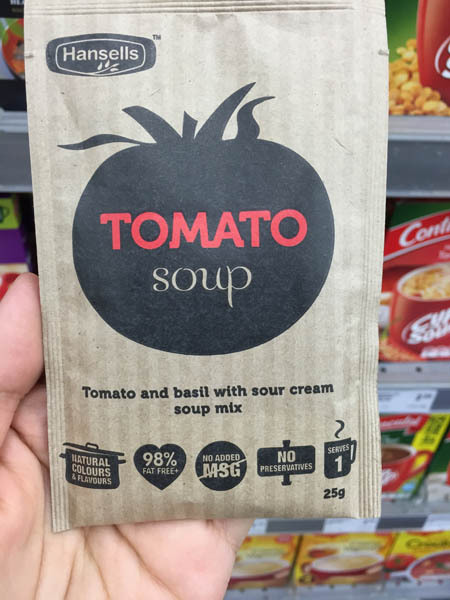 Hansells
TM
TOMATO
soup
Tomato and basil with sour cream
soup mix
NATURAL
COLOURS
& FLAVOURS
98%
FAT FREE+
NO ADDED
MSG
NO
PRESERVATIVES
SERVES
1
25g